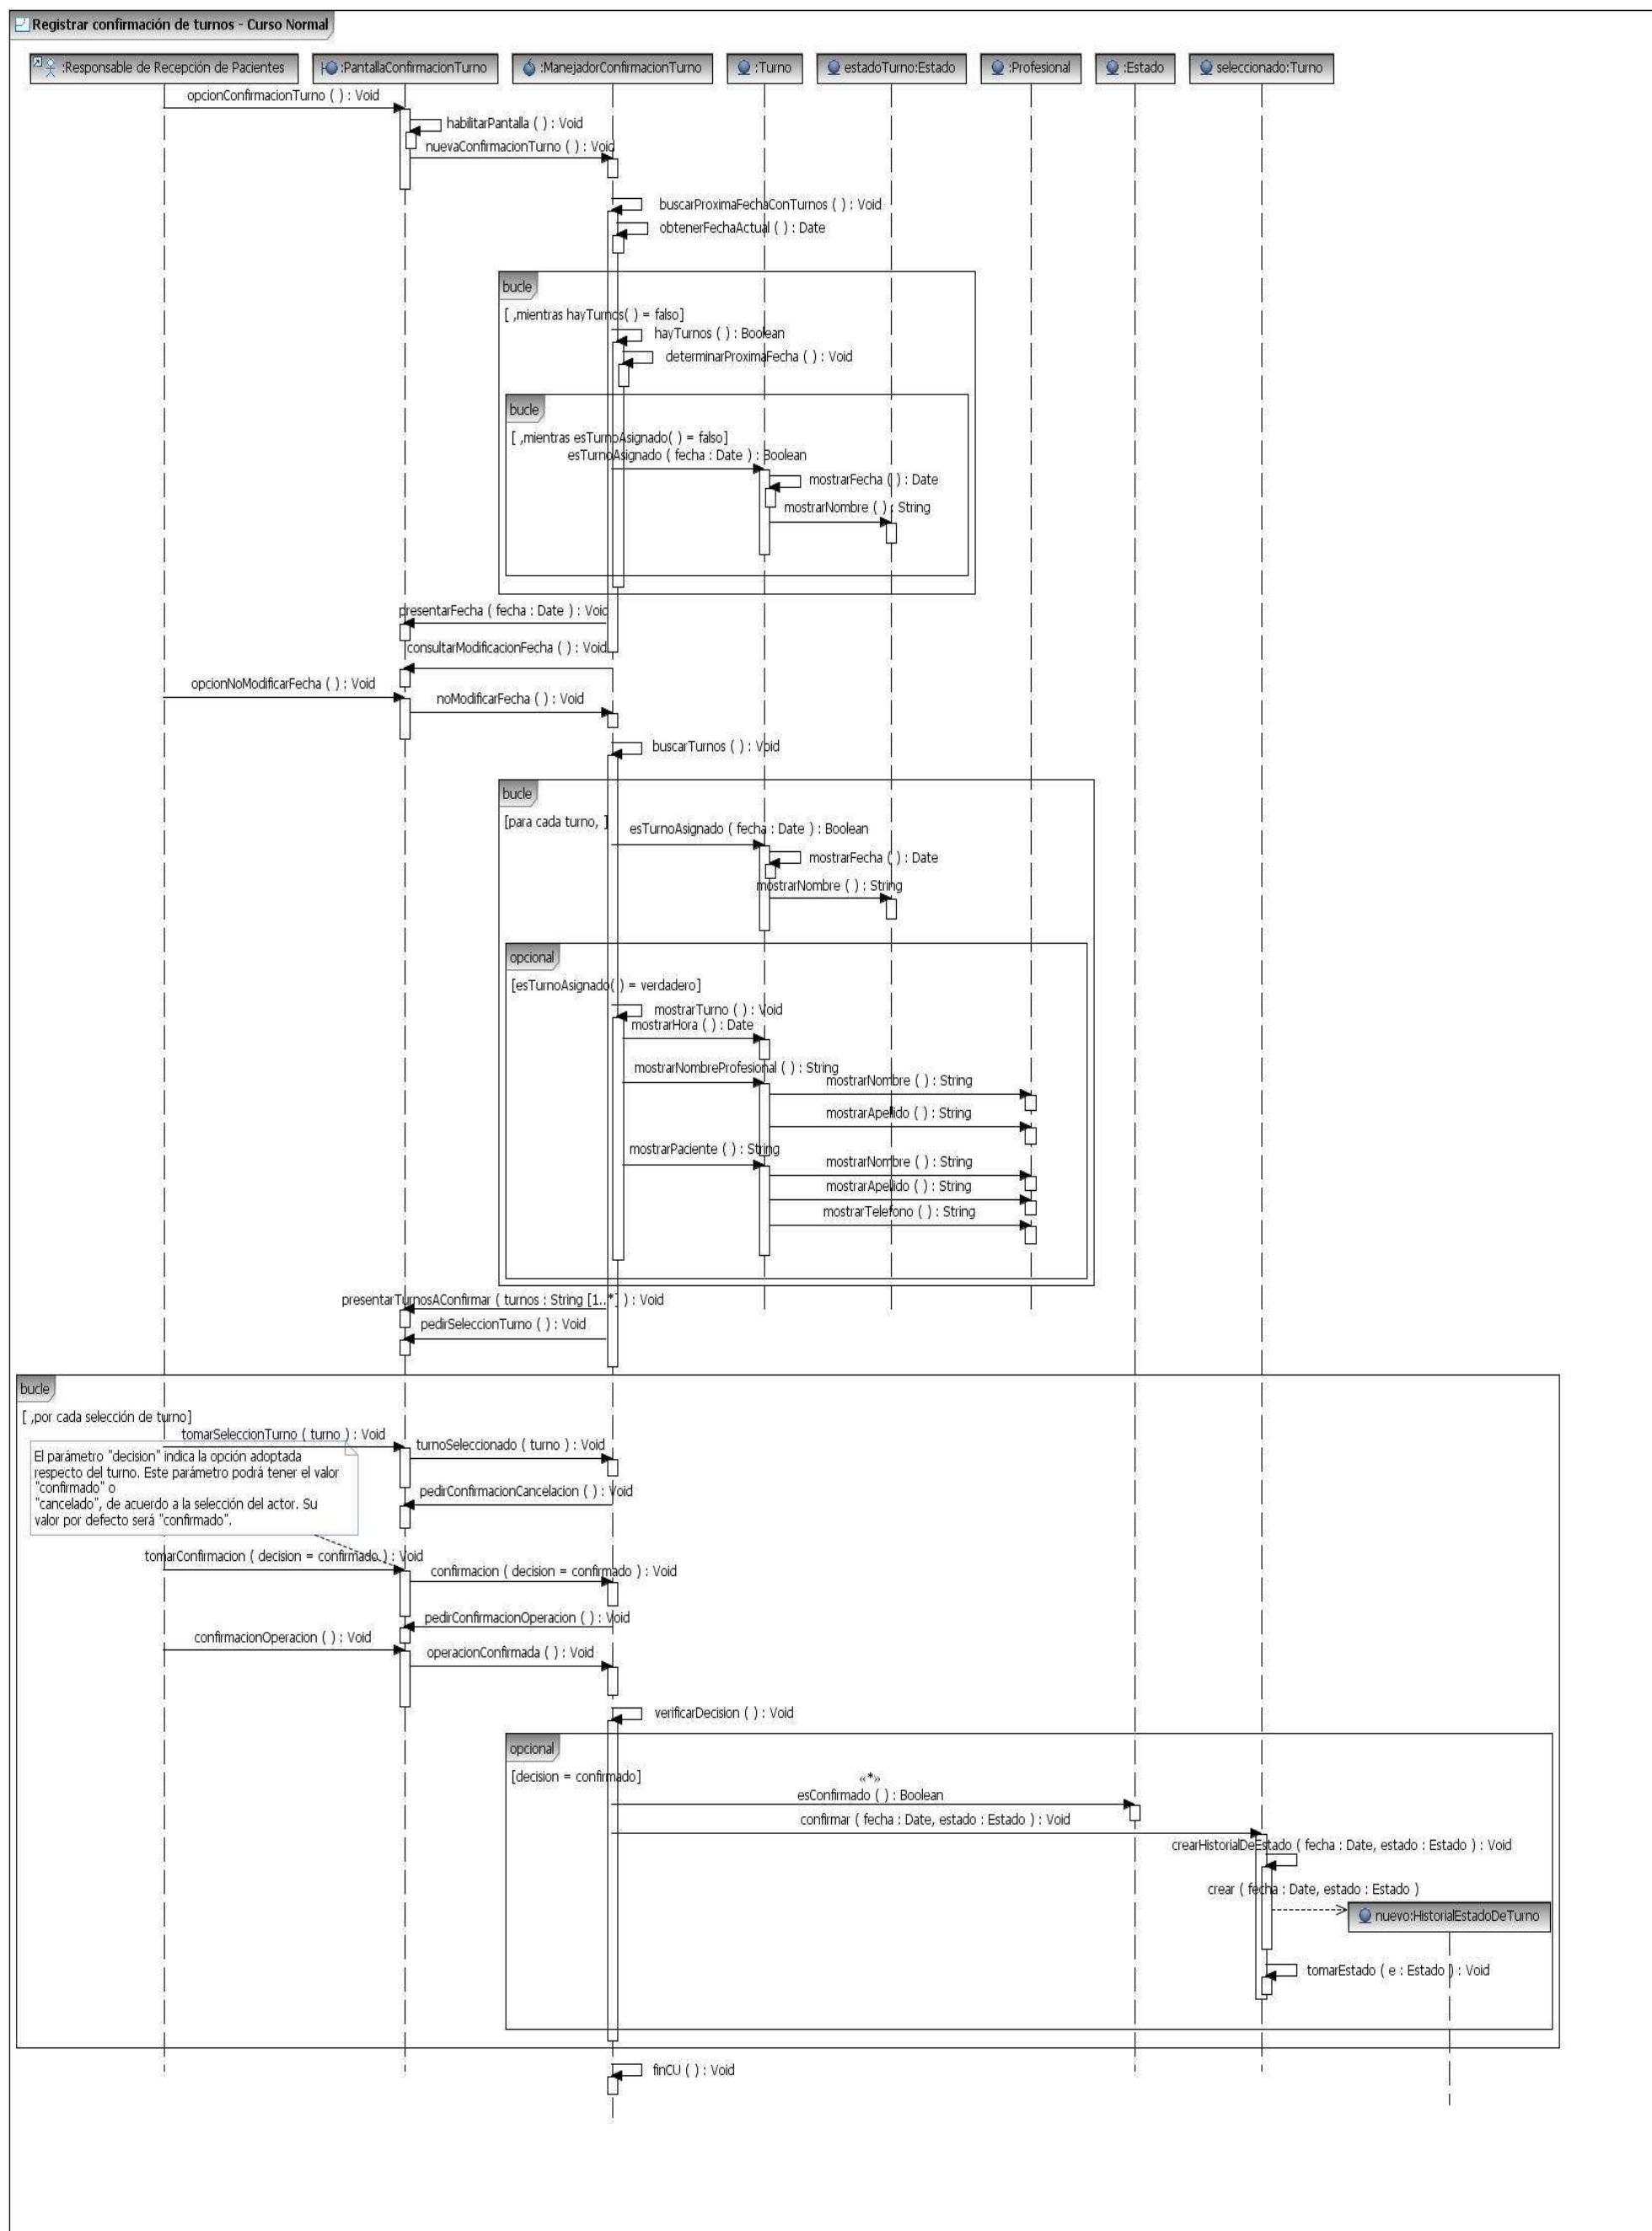 Registrar confirmación de turnos - Curso Normal
:Responsable de Recepción de Pacientes
:PantallaConfirmacionTurno
:ManejadorConfirmacionTurno
:Turno
estadoTurno:Estado
:Profesional
:Estado
seleccionado:Turno
opcionConfirmacionTurno ( ) : Void
habilitarPantalla ( ) : Void
nuevaConfirmacionTurno ( ) : Void
buscarProximaFechaConTurnos ( ) : Void
obtenerFechaActual ( ) : Date
bucle
[ ,mientras hayTurnos( ) = falso]
hayTurnos ( ) : Boolean
determinarProximaFecha ( ) : Void
bucle
[ ,mientras esTurnoAsignado( ) = falso]
esTurnoAsignado ( fecha : Date ) : Boolean
mostrarFecha ( ) : Date
mostrarNombre ( ) : String
presentarFecha ( fecha : Date ) : Void
consultarModificacionFecha ( ) : Void
opcionNoModificarFecha ( ) : Void
noModificarFecha ( ) : Void
buscarTurnos ( ) : Void
bucle
[para cada turno, ]
esTurnoAsignado ( fecha : Date ) : Boolean
mostrarFecha ( ) : Date
mostrarNombre ( ) : String
opcional
[esTurnoAsignado( ) = verdadero]
mostrarTurno ( ) : Void
mostrarHora ( ) : Date
mostrarNombreProfesional ( ) : String
mostrarNombre ( ) : String
mostrarApellido ( ) : String
mostrarPaciente ( ) : String
mostrarNombre ( ) : String
mostrarApellido ( ) : String
mostrarTelefono ( ) : String
presentarTurnosAConfirmar ( turnos : String [1..*] ) : Void
pedirSeleccionTurno ( ) : Void
bucle
[ ,por cada selección de turno]
tomarSeleccionTurno ( turno ) : Void
turnoSeleccionado ( turno ) : Void
El parámetro "decision" indica la opción adoptada
respecto del turno. Este parámetro podrá tener el valor
"confirmado" o
"cancelado", de acuerdo a la selección del actor. Su
valor por defecto será "confirmado".
pedirConfirmacionCancelacion ( ) : Void
tomarConfirmacion ( decision = confirmado ) : Void
confirmacion ( decision = confirmado ) : Void
pedirConfirmacionOperacion ( ) : Void
confirmacionOperacion ( ) : Void
operacionConfirmada ( ) : Void
verificarDecision ( ) : Void
opcional
[decision = confirmado]
«*»
esConfirmado ( ) : Boolean
confirmar ( fecha : Date, estado : Estado ) : Void
crearHistorialDeEstado ( fecha : Date, estado : Estado ) : Void
crear ( fecha : Date, estado : Estado )
nuevo:HistorialEstadoDeTurno
tomarEstado ( e : Estado ) : Void
finCU ( ) : Void